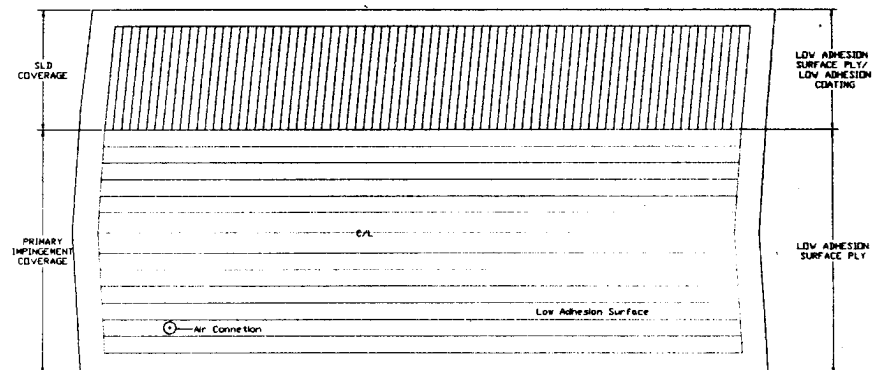 SLD
COVERAGE
LOW ADHESION
SURFACE PLY/
LOW ADHESION
COATING
PRIMARY
IMPINGEMENT
COVERAGE
C/L
LOW ADHESION
SURFACE PLY
Low Adhesion Surface
Air Connetion